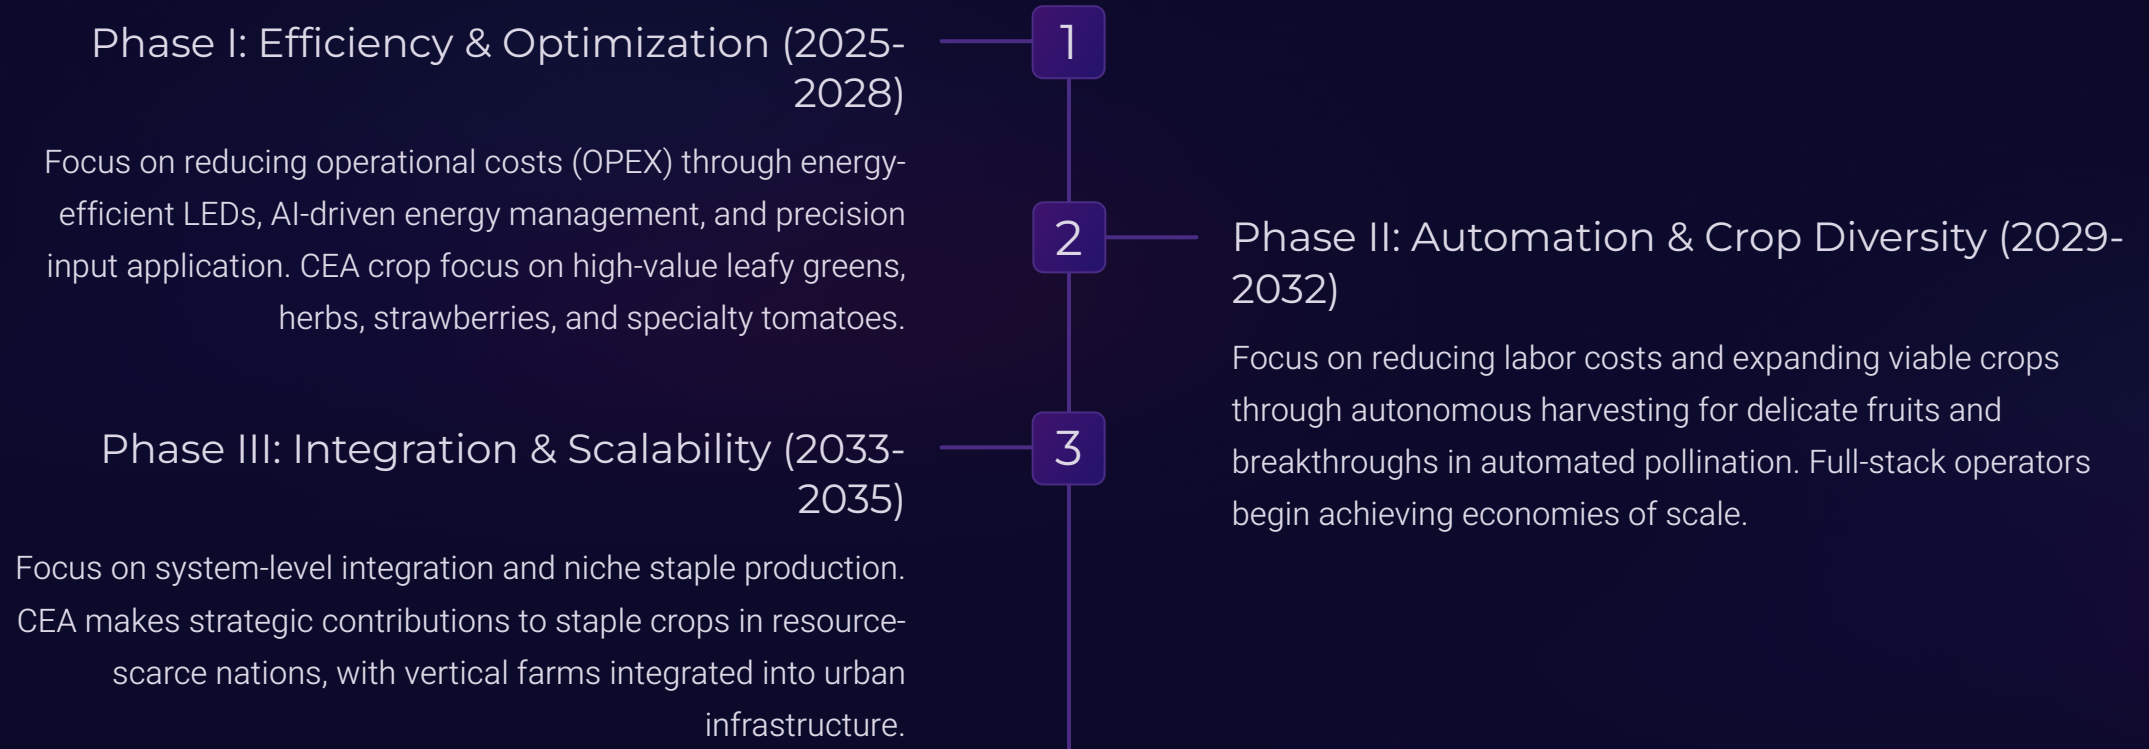 1
Phase I: Efficiency & Optimization (2025-
2028)
Focus on reducing operational costs (OPEX) through energy-
efficient LEDs, AI-driven energy management, and precision
input application. CEA crop focus on high-value leafy greens,
herbs, strawberries, and specialty tomatoes.
2
Phase II: Automation & Crop Diversity (2029-
2032)
Focus on reducing labor costs and expanding viable crops
through autonomous harvesting for delicate fruits and
breakthroughs in automated pollination. Full-stack operators
begin achieving economies of scale.
3
Phase III: Integration & Scalability (2033-
2035)
Focus on system-level integration and niche staple production.
CEA makes strategic contributions to staple crops in resource-
scarce nations, with vertical farms integrated into urban
infrastructure.